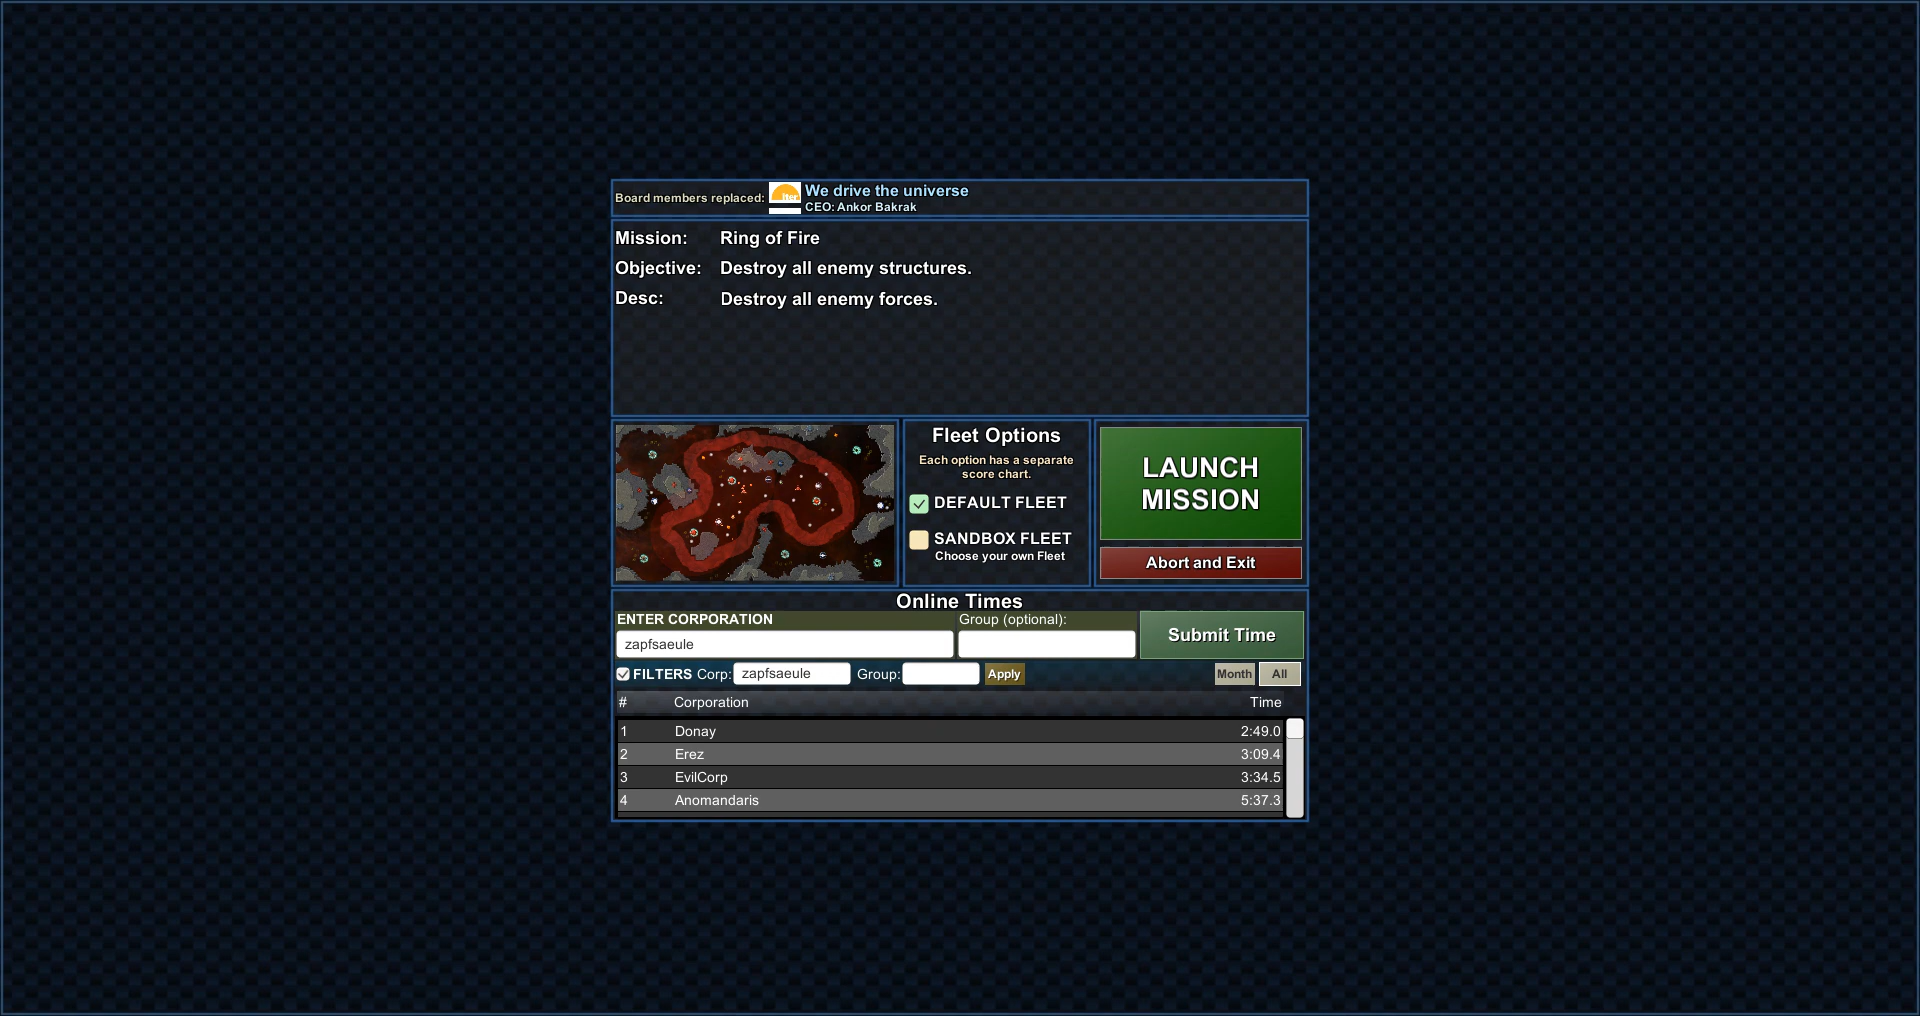 Board members replaced:
iter
We drive the universe
CEO: Ankor Bakrak
Mission: Ring of Fire
Objective: Destroy all enemy structures.
Desc: Destroy all enemy forces.
Fleet Options
Each option has a separate
score chart.
DEFAULT FLEET
SANDBOX FLEET
Choose your own Fleet
LAUNCH
MISSION
Abort and Exit
Online Times
ENTER CORPORATION Group (optional):
zapfsaeule
Submit Time
FILTERS Corp: zapfsaeule Group: Apply Month All
# Corporation Time
1 Donay 2:49.0
2 Erez 3:09.4
3 EvilCorp 3:34.5
4 Anomandaris 5:37.3